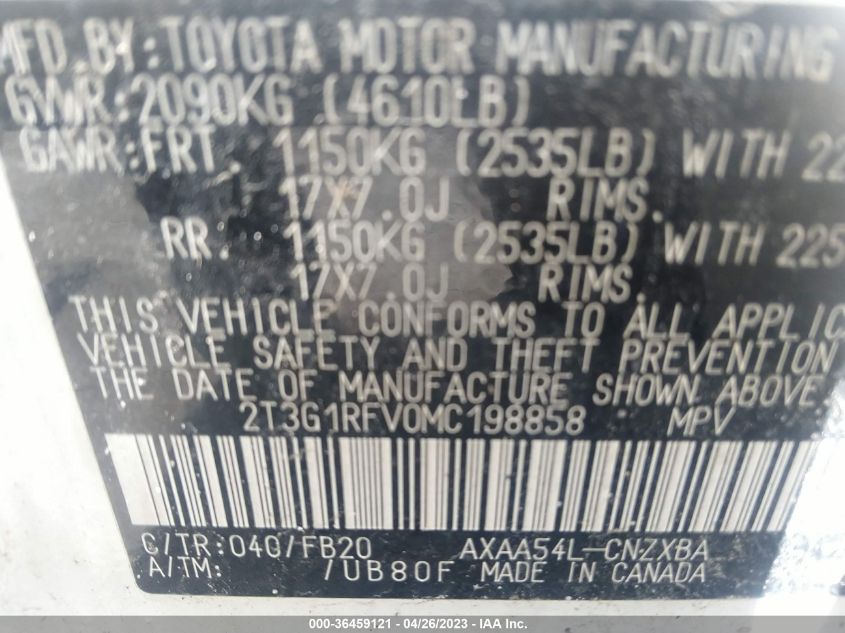 MFD. BY: TOYOTA MOTOR MANUFACTURING
GVWR: 2090KG (4610LB)
GAWR: FRT. 1150KG (2535LB) WITH 22
17X7.0J RIMS.
RR: 1150KG (2535LB) WITH 225
17X7.0J RIMS.
THIS VEHICLE CONFORMS TO ALL APPLIC
VEHICLE SAFETY AND THEFT PREVENTION
THE DATE OF MANUFACTURE SHOWN ABOVE.
2T3G1RFV0MC198858 MPV
C/TR: 040/FB20 AXAA54L-CNZXBA
A/TM: /UB80F MADE IN CANADA
000-36459121 - 04/26/2023 - IAA Inc.